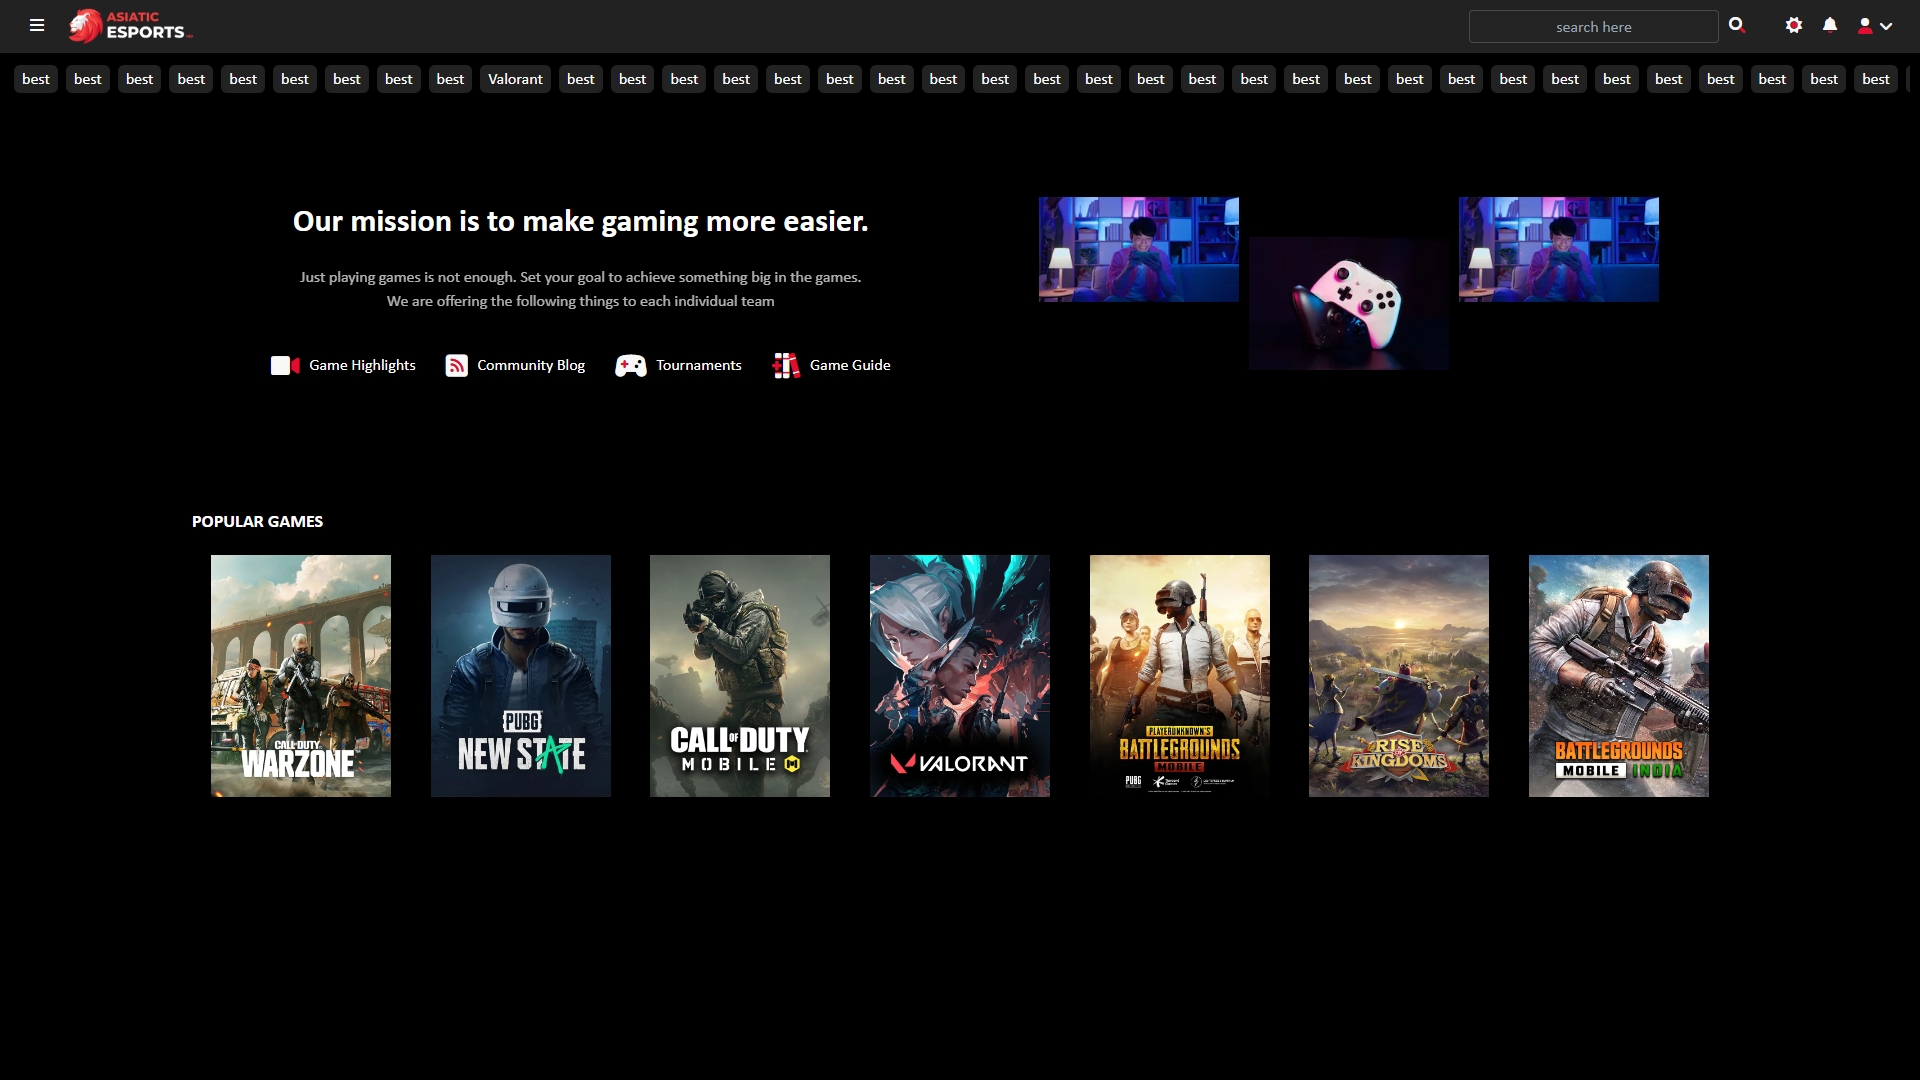 ASIATIC
ESPORTS
search here
best best best best best best best best best Valorant best best best best best best best best best best best best best best best best best best best best best best best best best best
Our mission is to make gaming more easier.
Just playing games is not enough. Set your goal to achieve something big in the games.
We are offering the following things to each individual team
Game Highlights Community Blog Tournaments Game Guide
POPULAR GAMES
CALL OF DUTY
WARZONE
PUBG
NEW STATE
CALL OF DUTY
MOBILE
VALORANT
PLAYERUNKNOWN'S
BATTLEGROUNDS
MOBILE
PUBG
RISE OF
KINGDOMS
BATTLEGROUNDS
MOBILE INDIA